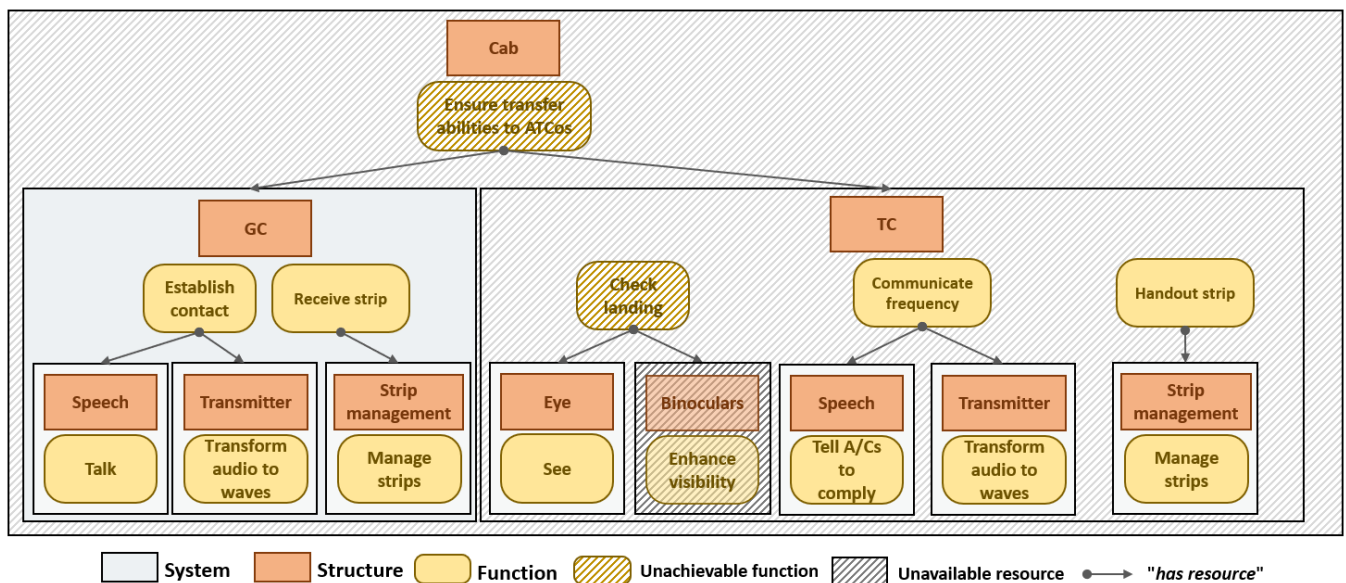 Cab
Ensure transfer
abilities to ATCos
GC
TC
Establish
contact
Receive strip
Check
landing
Communicate
frequency
Handout strip
Speech
Talk
Transmitter
Transform
audio to
waves
Strip
management
Manage
strips
Eye
See
Binoculars
Enhance
visibility
Speech
Tell A/Cs
to
comply
Transmitter
Transform
audio to
waves
Strip
management
Manage
strips
System
Structure
Function
Unachievable function
Unavailable resource
"has resource"